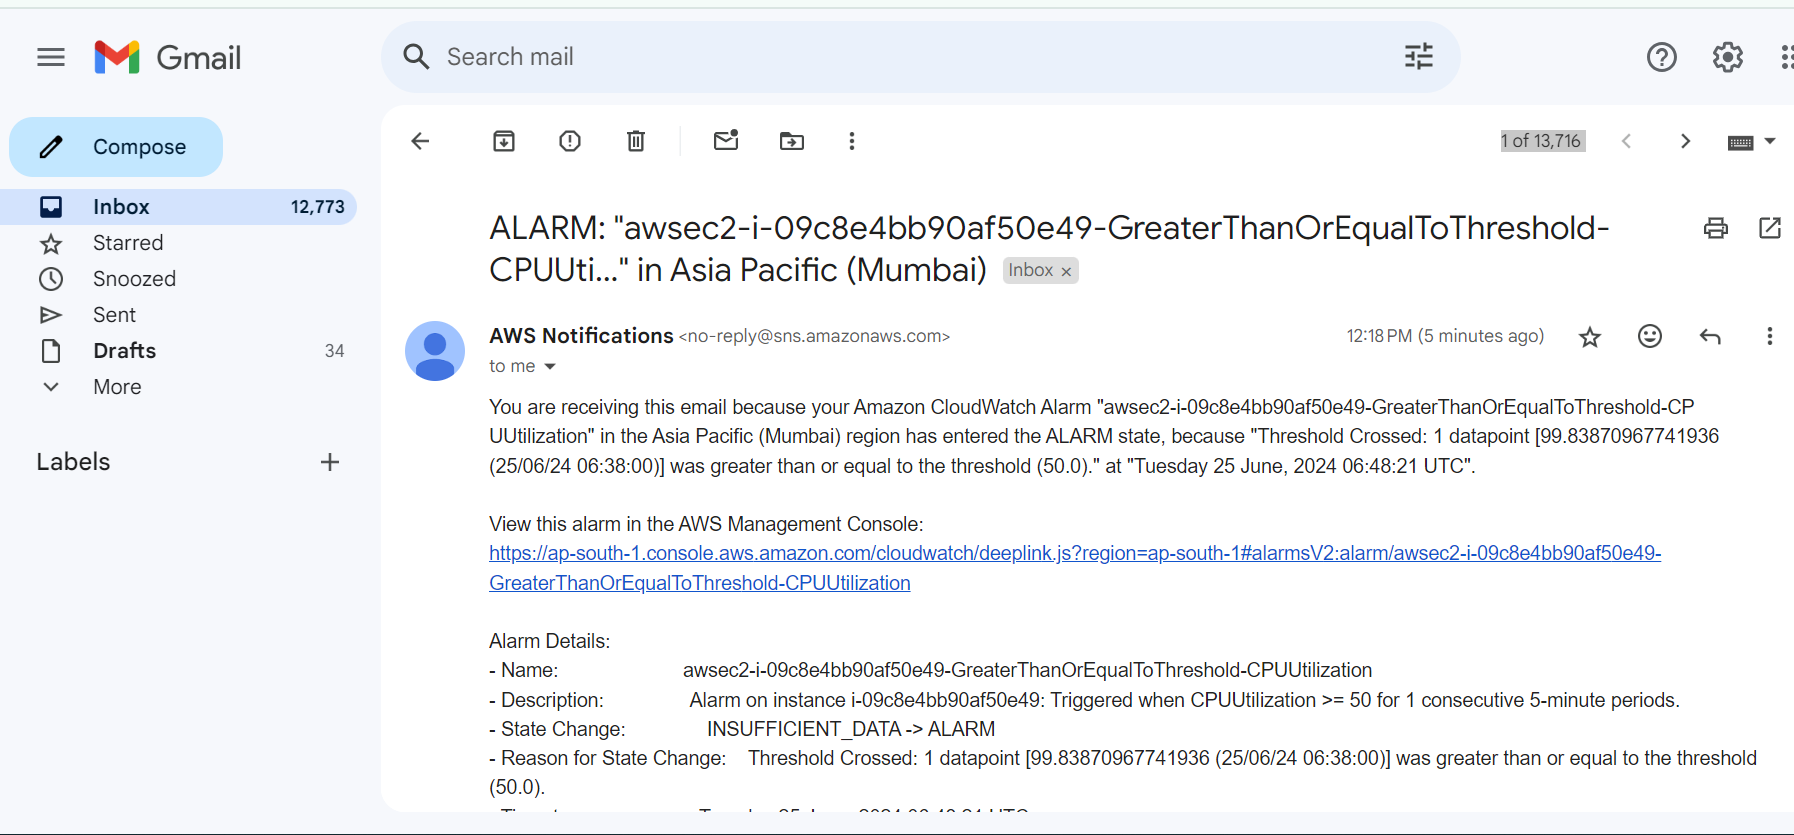 Gmail
Search mail
Compose
1 of 13,716
Inbox 12,773
Starred
Snoozed
Sent
Drafts 34
More
Labels
ALARM: "awsec2-i-09c8e4bb90af50e49-GreaterThanOrEqualToThreshold-
CPUUti..." in Asia Pacific (Mumbai) Inbox x
AWS Notifications <no-reply@sns.amazonaws.com> 12:18 PM (5 minutes ago)
to me
You are receiving this email because your Amazon CloudWatch Alarm "awsec2-i-09c8e4bb90af50e49-GreaterThanOrEqualToThreshold-CP
UUtilization" in the Asia Pacific (Mumbai) region has entered the ALARM state, because "Threshold Crossed: 1 datapoint [99.83870967741936
(25/06/24 06:38:00)] was greater than or equal to the threshold (50.0)." at "Tuesday 25 June, 2024 06:48:21 UTC".
View this alarm in the AWS Management Console:
https://ap-south-1.console.aws.amazon.com/cloudwatch/deeplink.js?region=ap-south-1#alarmsV2:alarm/awsec2-i-09c8e4bb90af50e49-
GreaterThanOrEqualToThreshold-CPUUtilization
Alarm Details:
- Name: awsec2-i-09c8e4bb90af50e49-GreaterThanOrEqualToThreshold-CPUUtilization
- Description: Alarm on instance i-09c8e4bb90af50e49: Triggered when CPUUtilization >= 50 for 1 consecutive 5-minute periods.
- State Change: INSUFFICIENT_DATA -> ALARM
- Reason for State Change: Threshold Crossed: 1 datapoint [99.83870967741936 (25/06/24 06:38:00)] was greater than or equal to the threshold
(50.0).